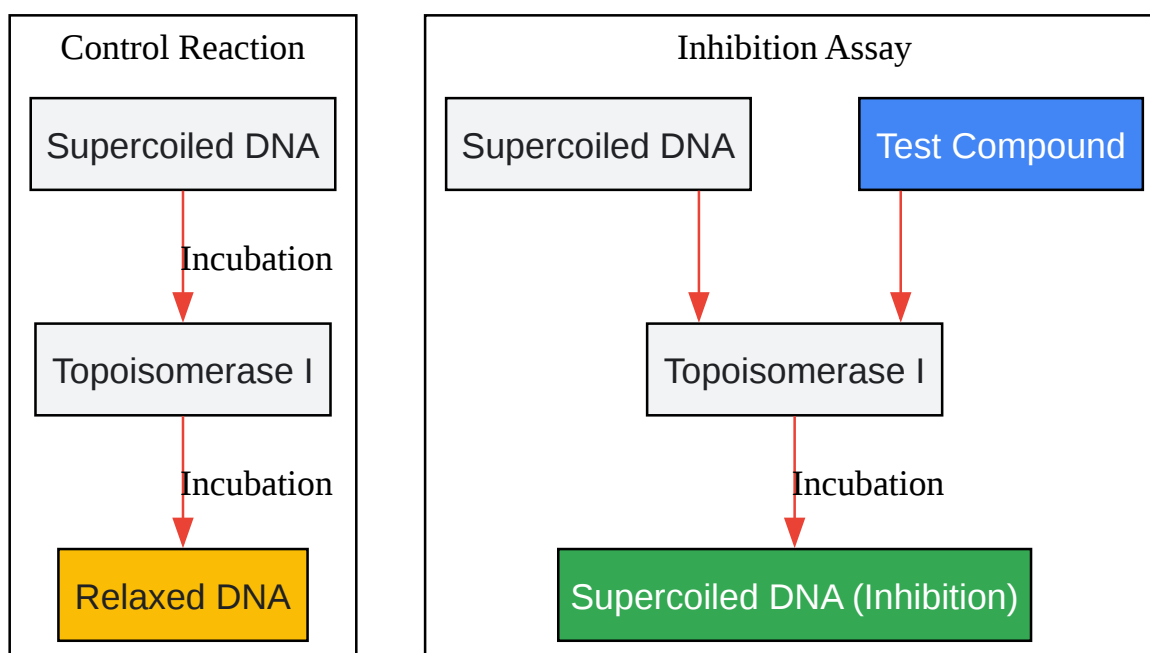 Control Reaction
Supercoiled DNA
Incubation
Topoisomerase I
Incubation
Relaxed DNA
Inhibition Assay
Supercoiled DNA
Test Compound
Topoisomerase I
Incubation
Supercoiled DNA (Inhibition)